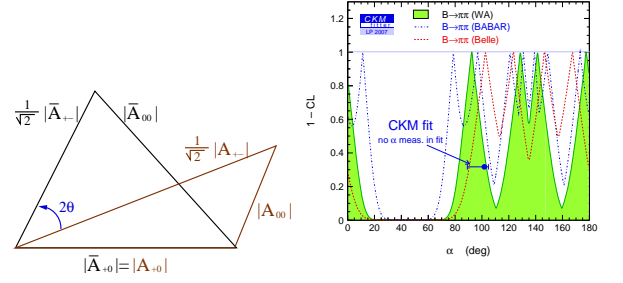 1/√2 |A̅₊₋|
|A̅₀₀|
1/√2 |A₊₋|
2θ
|A₀₀|
|A̅₊₀|=|A₊₀|
CKM
fitter
LP 2007
B→ππ (WA)
B→ππ (BABAR)
B→ππ (Belle)
1 – CL
1.2
1
0.8
0.6
0.4
0.2
0
CKM fit
no α meas. in fit
0 20 40 60 80 100 120 140 160 180
α (deg)